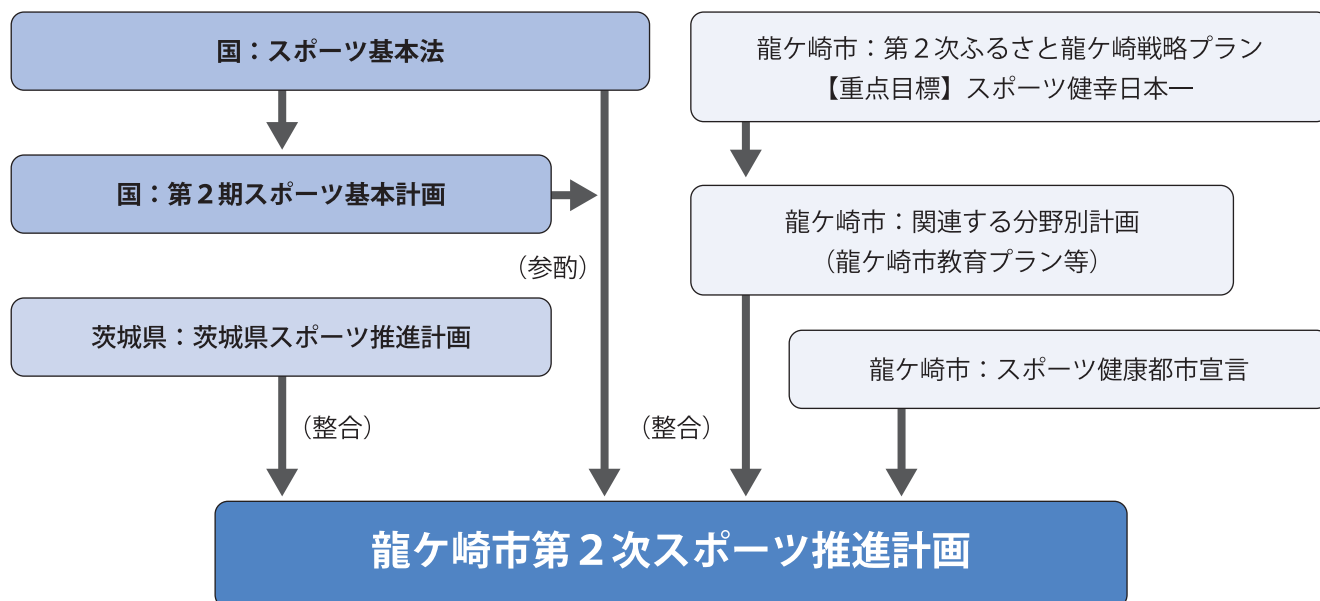 国：スポーツ基本法
国：第２期スポーツ基本計画
（参酌）
茨城県：茨城県スポーツ推進計画
（整合）
龍ケ崎市：第２次ふるさと龍ケ崎戦略プラン
【重点目標】スポーツ健幸日本一
龍ケ崎市：関連する分野別計画
（龍ケ崎市教育プラン等）
龍ケ崎市：スポーツ健康都市宣言
（整合）
龍ケ崎市第２次スポーツ推進計画